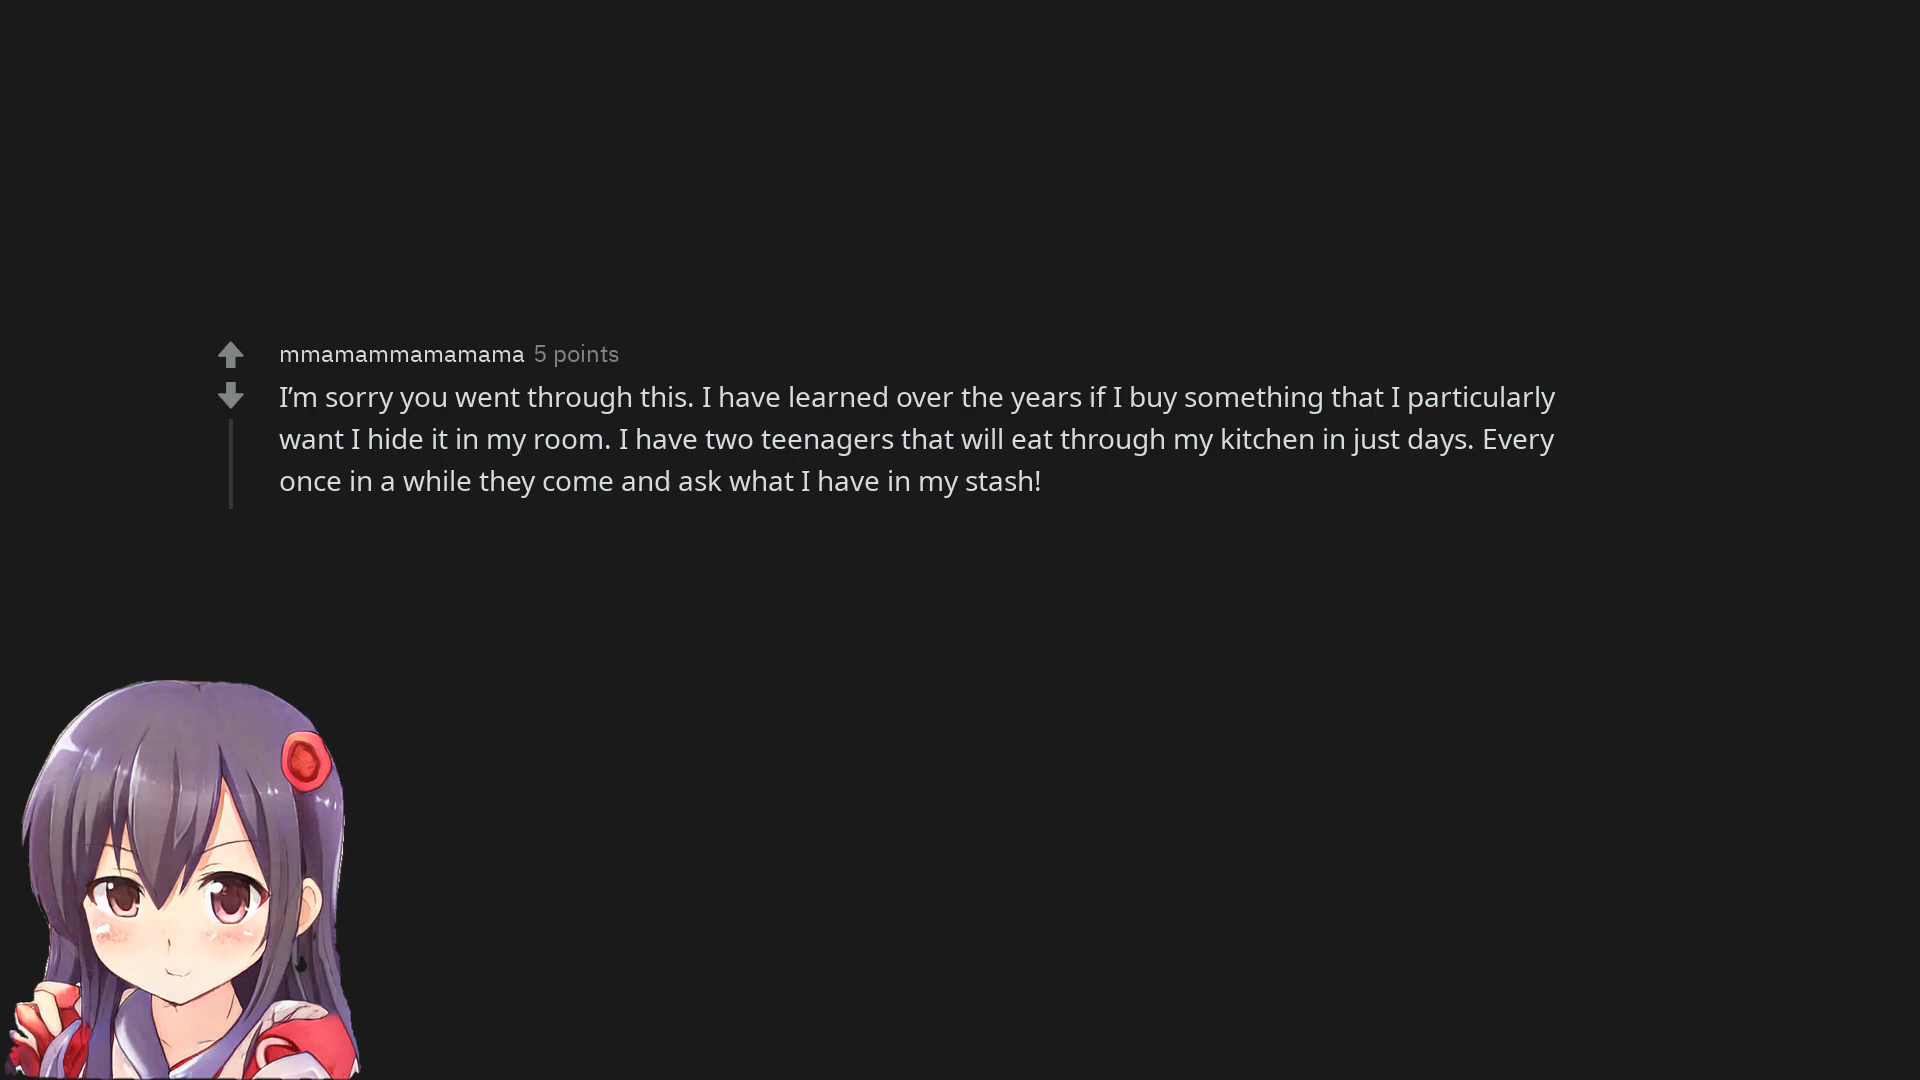 mmamammamamama 5 points
I’m sorry you went through this. I have learned over the years if I buy something that I particularly
want I hide it in my room. I have two teenagers that will eat through my kitchen in just days. Every
once in a while they come and ask what I have in my stash!